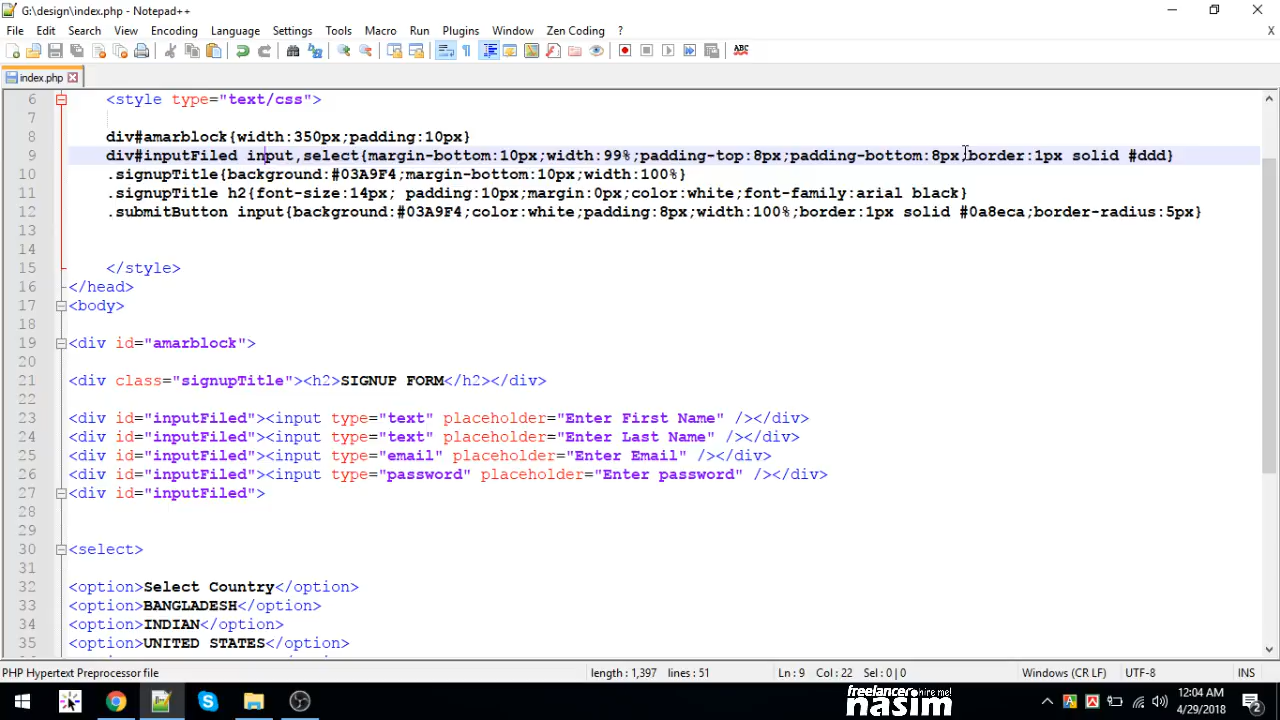 G:\design\index.php - Notepad++
File Edit Search View Encoding Language Settings Tools Macro Run Plugins Window Zen Coding ? X
ABC
index.php
6 <style type="text/css">
7
8 div#amarblock{width:350px;padding:10px}
9 div#inputFiled input,select{margin-bottom:10px;width:99%;padding-top:8px;padding-bottom:8px;border:1px solid #ddd}
10 .signupTitle{background:#03A9F4;margin-bottom:10px;width:100%}
11 .signupTitle h2{font-size:14px; padding:10px;margin:0px;color:white;font-family:arial black}
12 .submitButton input{background:#03A9F4;color:white;padding:8px;width:100%;border:1px solid #0a8eca;border-radius:5px}
13
14
15 </style>
16 </head>
17 <body>
18
19 <div id="amarblock">
20
21 <div class="signupTitle"><h2>SIGNUP FORM</h2></div>
22
23 <div id="inputFiled"><input type="text" placeholder="Enter First Name" /></div>
24 <div id="inputFiled"><input type="text" placeholder="Enter Last Name" /></div>
25 <div id="inputFiled"><input type="email" placeholder="Enter Email" /></div>
26 <div id="inputFiled"><input type="password" placeholder="Enter password" /></div>
27 <div id="inputFiled">
28
29
30 <select>
31
32 <option>Select Country</option>
33 <option>BANGLADESH</option>
34 <option>INDIAN</option>
35 <option>UNITED STATES</option>
PHP Hypertext Preprocessor file length : 1,397 lines : 51 Ln : 9 Col : 22 Sel : 0 | 0 Windows (CR LF) UTF-8 INS
freelancer hire me!
nasim
12:04 AM
4/29/2018
2